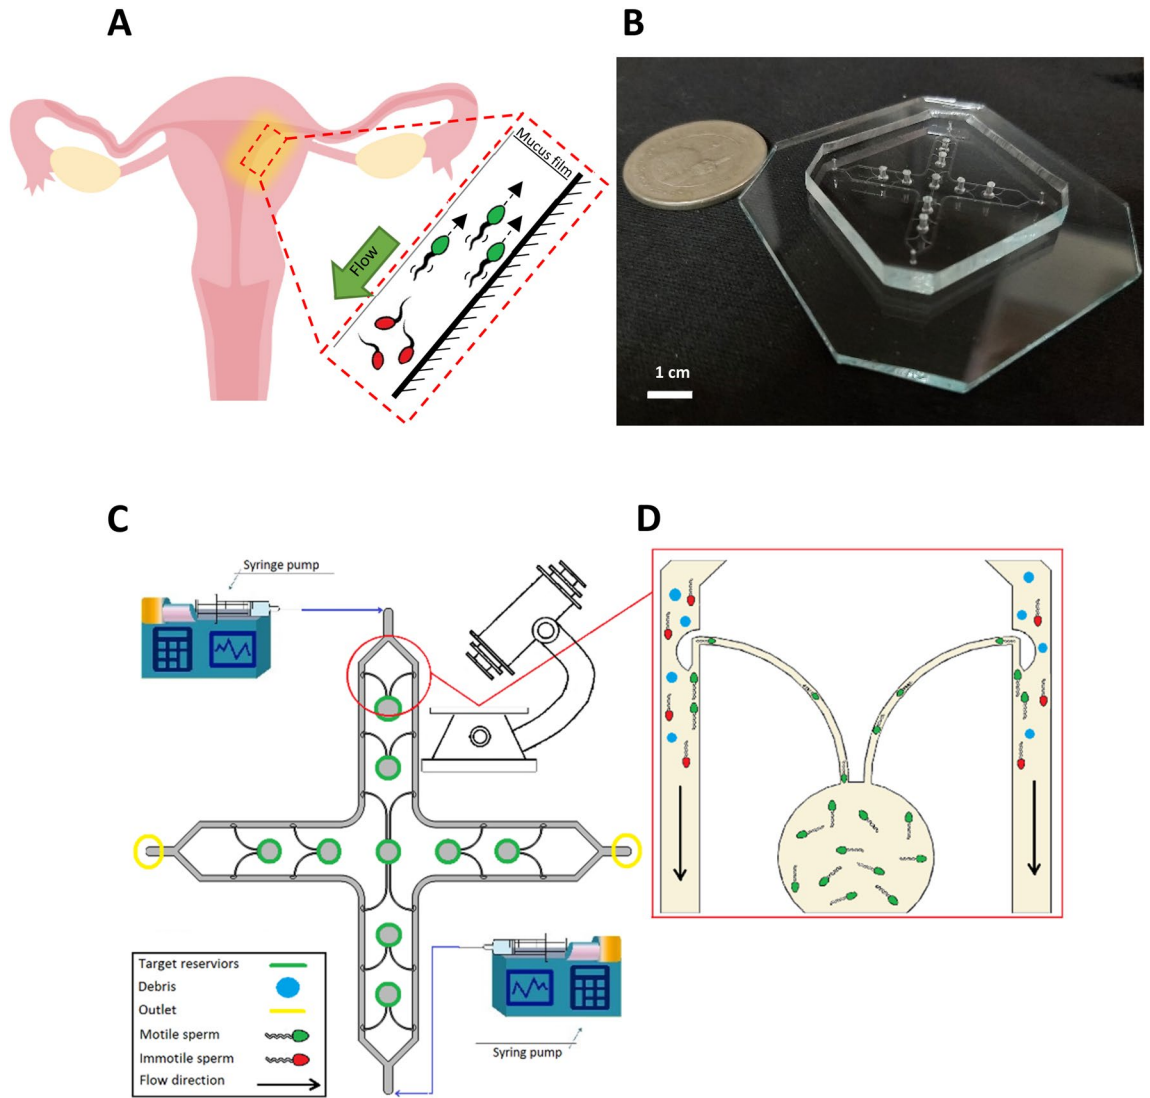 A
B
Mucus film
Flow
1 cm
C
D
Syringe pump
Syring pump
Target reserviors
Debris
Outlet
Motile sperm
Immotile sperm
Flow direction